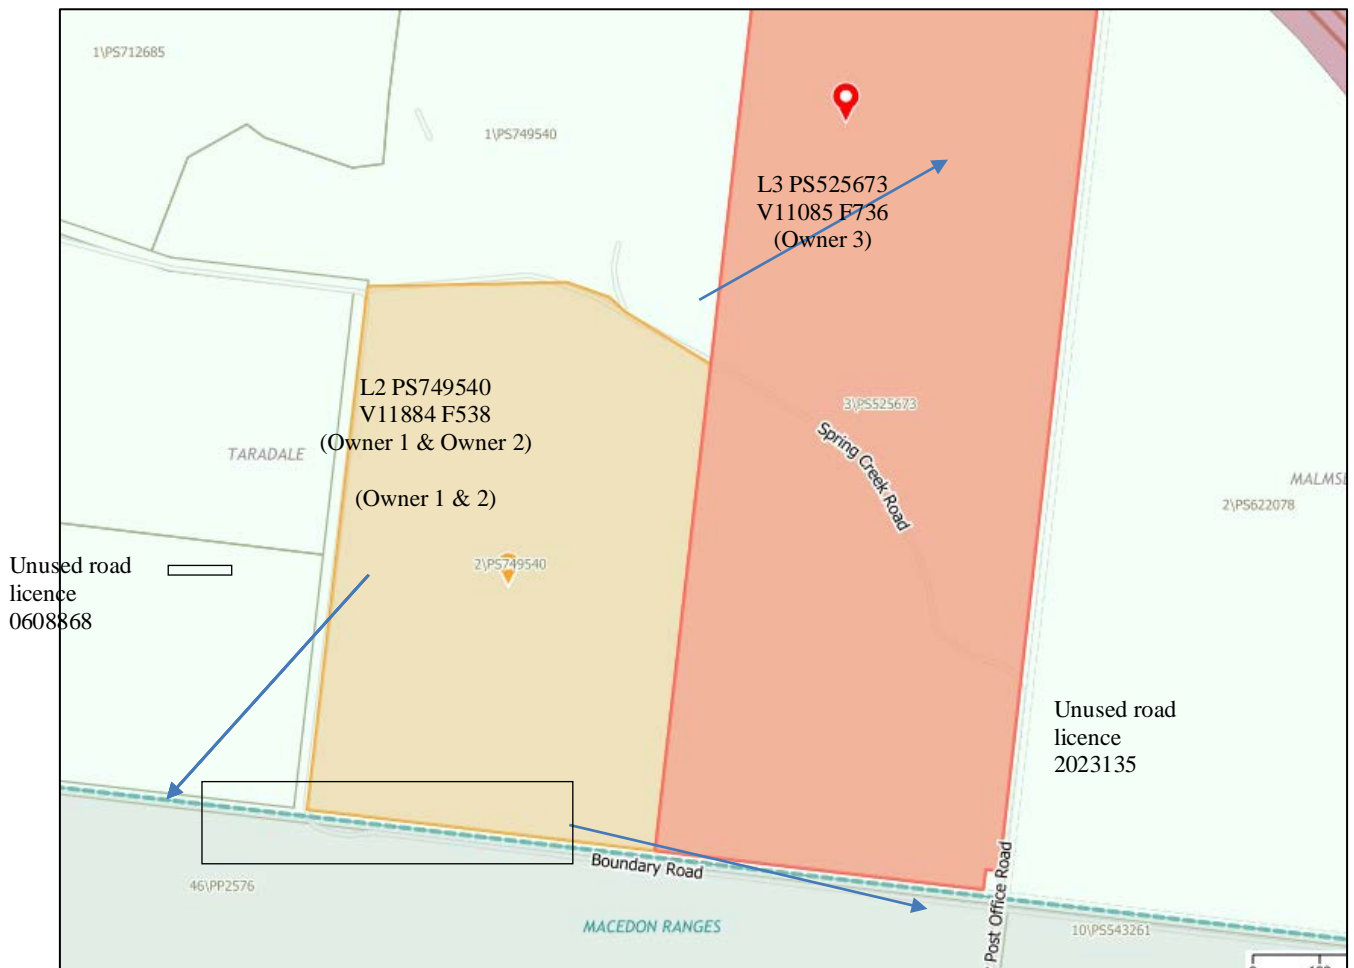 1\PS712685
1\PS749540
L3 PS525673
V11085 F736
(Owner 3)
L2 PS749540
V11884 F538
(Owner 1 & Owner 2)
(Owner 1 & 2)
3\PS525673
Spring Creek Road
TARADALE
2\PS749540
MALMS
2\PS622078
Unused road
licence
0608868
Unused road
licence
2023135
Boundary Road
46\PP2576
MACEDON RANGES
Post Office Road
10\PS543261